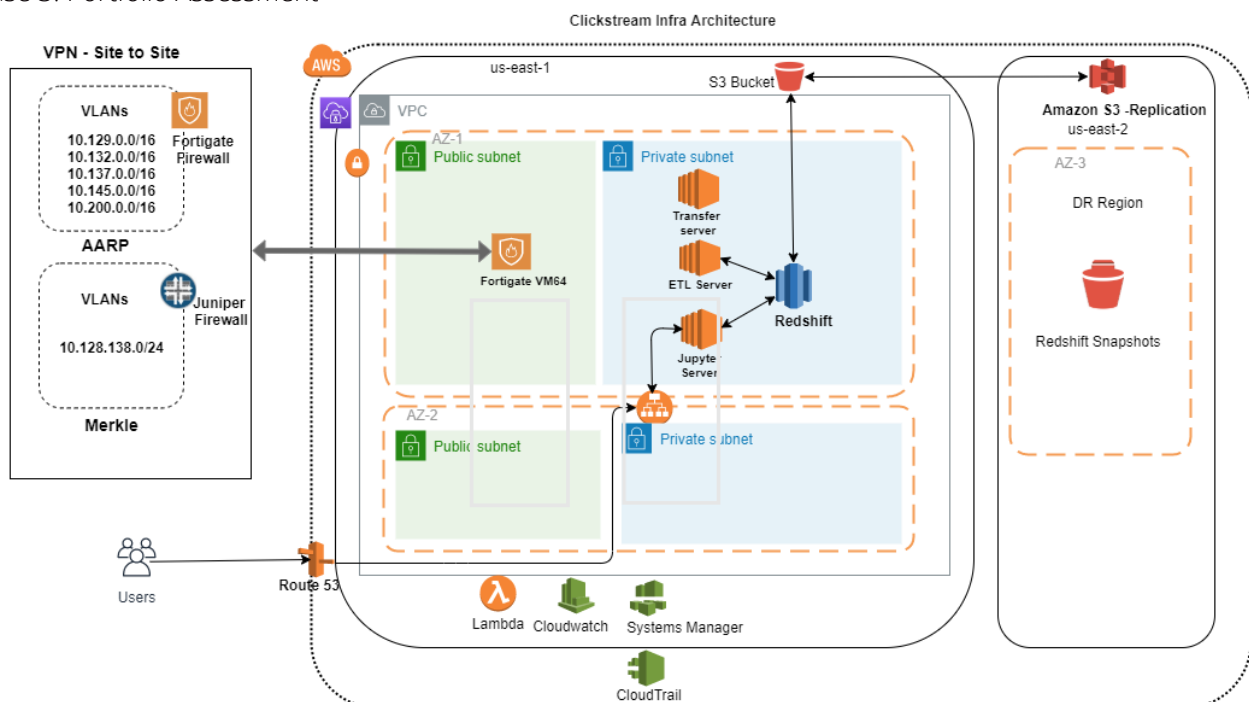 Portfolio Assessment
Clickstream Infra Architecture
VPN - Site to Site
VLANs
10.129.0.0/16
10.132.0.0/16
10.137.0.0/16
10.145.0.0/16
10.200.0.0/16
Fortigate
Firewall
AARP
VLANs
Juniper
Firewall
10.128.138.0/24
Merkle
Users
Route 53
AWS
us-east-1
VPC
AZ-1
Public subnet
Fortigate VM64
Private subnet
Transfer
server
ETL Server
Jupyter
Server
Redshift
S3 Bucket
AZ-2
Public subnet
Private subnet
Lambda
Cloudwatch
Systems Manager
CloudTrail
Amazon S3 -Replication
us-east-2
AZ-3
DR Region
Redshift Snapshots